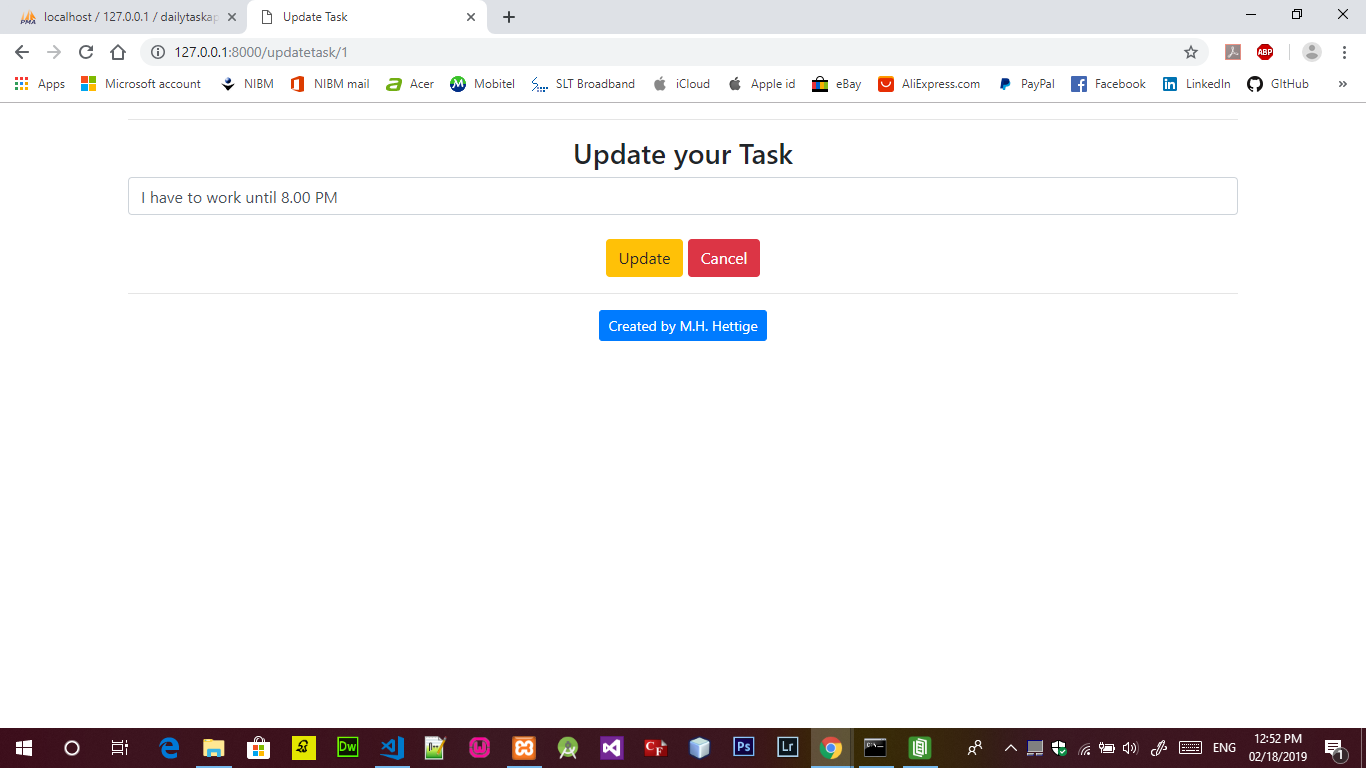 localhost / 127.0.0.1 / dailytaskap
Update Task
127.0.0.1:8000/updatetask/1
ABP
Apps
Microsoft account
NIBM
NIBM mail
Acer
Mobitel
SLT Broadband
iCloud
Apple id
eBay
AliExpress.com
PayPal
Facebook
LinkedIn
GItHub
»
Update your Task
I have to work until 8.00 PM
Update
Cancel
Created by M.H. Hettige
Dw
Ps
Lr
ENG
12:52 PM
02/18/2019
1